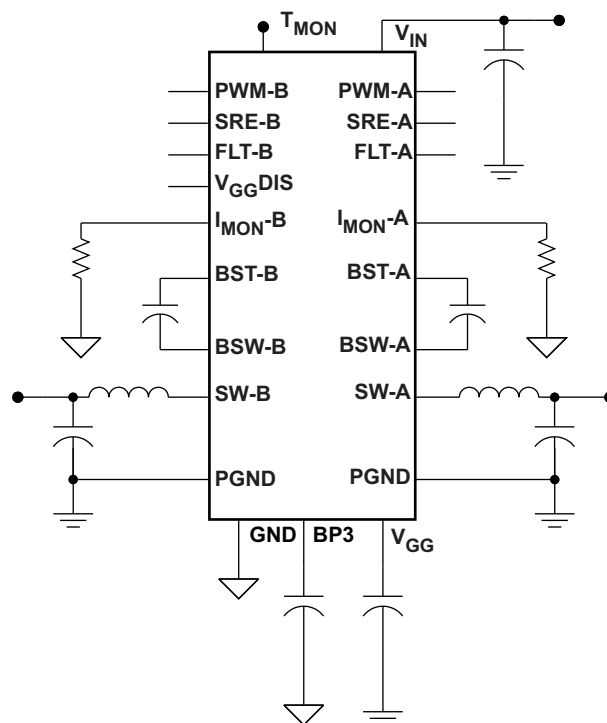 TMON
VIN
PWM-B PWM-A
SRE-B SRE-A
FLT-B FLT-A
VGGDIS
IMON-B IMON-A
BST-B BST-A
BSW-B BSW-A
SW-B SW-A
PGND PGND
GND BP3 VGG